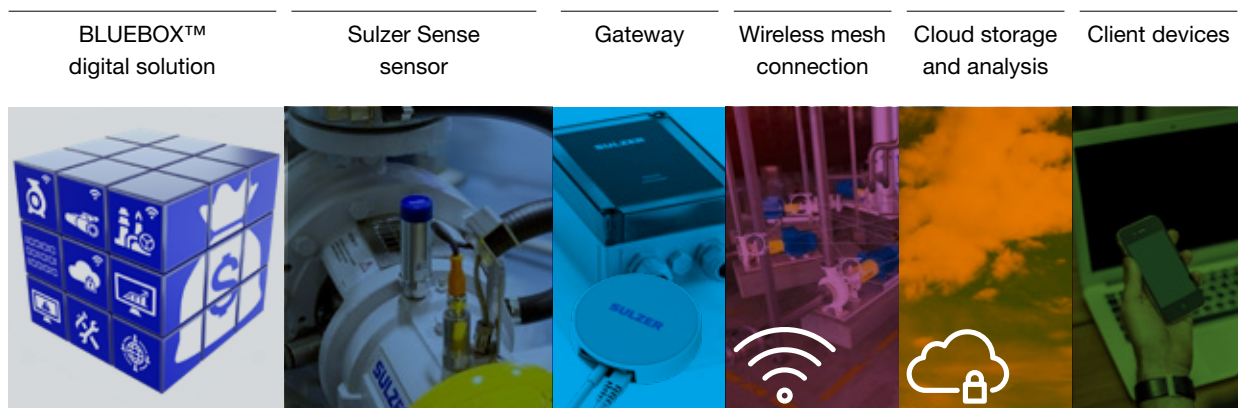 BLUEBOX™
digital solution
Sulzer Sense
sensor
Gateway
Wireless mesh
connection
Cloud storage
and analysis
Client devices
SULZER
SULZER
SULZER